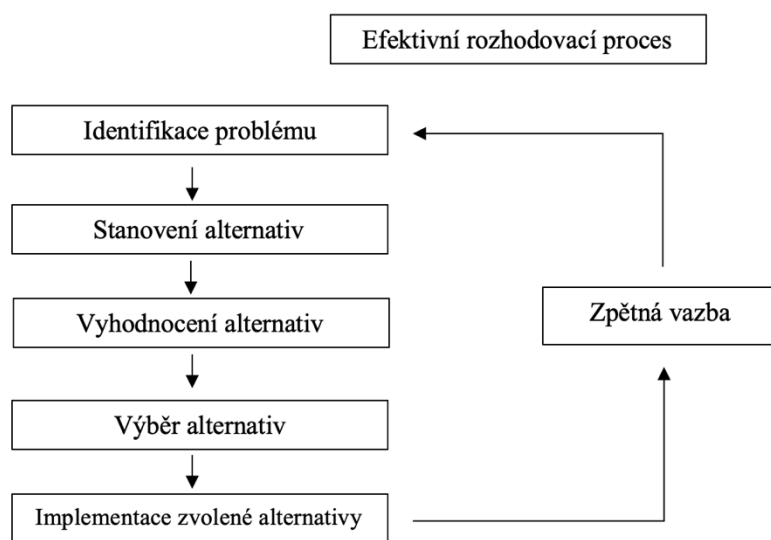 Efektivní rozhodovací proces
Identifikace problému
Stanovení alternativ
Vyhodnocení alternativ
Zpětná vazba
Výběr alternativ
Implementace zvolené alternativy